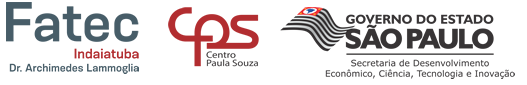 Fatec
Indaiatuba
Dr. Archimedes Lammoglia
cps
Centro
Paula Souza
GOVERNO DO ESTADO
SÃO PAULO
Secretaria de Desenvolvimento
Econômico, Ciência, Tecnologia e Inovação